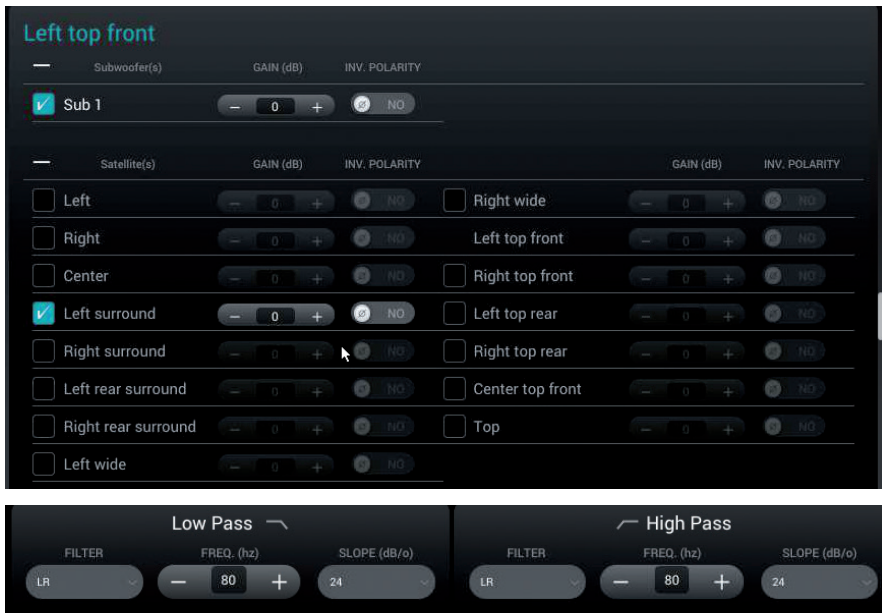 Left top front
Subwoofer(s) GAIN (dB) INV. POLARITY
Sub 1 − 0 + ø NO
Satellite(s) GAIN (dB) INV. POLARITY GAIN (dB) INV. POLARITY
Left − 0 + ø NO Right wide − 0 + ø NO
Right − 0 + ø NO Left top front − 0 + ø NO
Center − 0 + ø NO Right top front − 0 + ø NO
Left surround − 0 + ø NO Left top rear − 0 + ø NO
Right surround − 0 + ø NO Right top rear − 0 + ø NO
Left rear surround − 0 + ø NO Center top front − 0 + ø NO
Right rear surround − 0 + ø NO Top − 0 + ø NO
Left wide − 0 + ø NO
Low Pass High Pass
FILTER FREQ. (hz) SLOPE (dB/o) FILTER FREQ. (hz) SLOPE (dB/o)
LR − 80 + 24 LR − 80 + 24